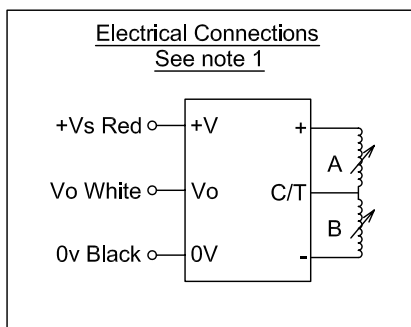 Electrical Connections
See note 1
+Vs Red +V +
A
Vo White Vo C/T
B
0v Black 0V -